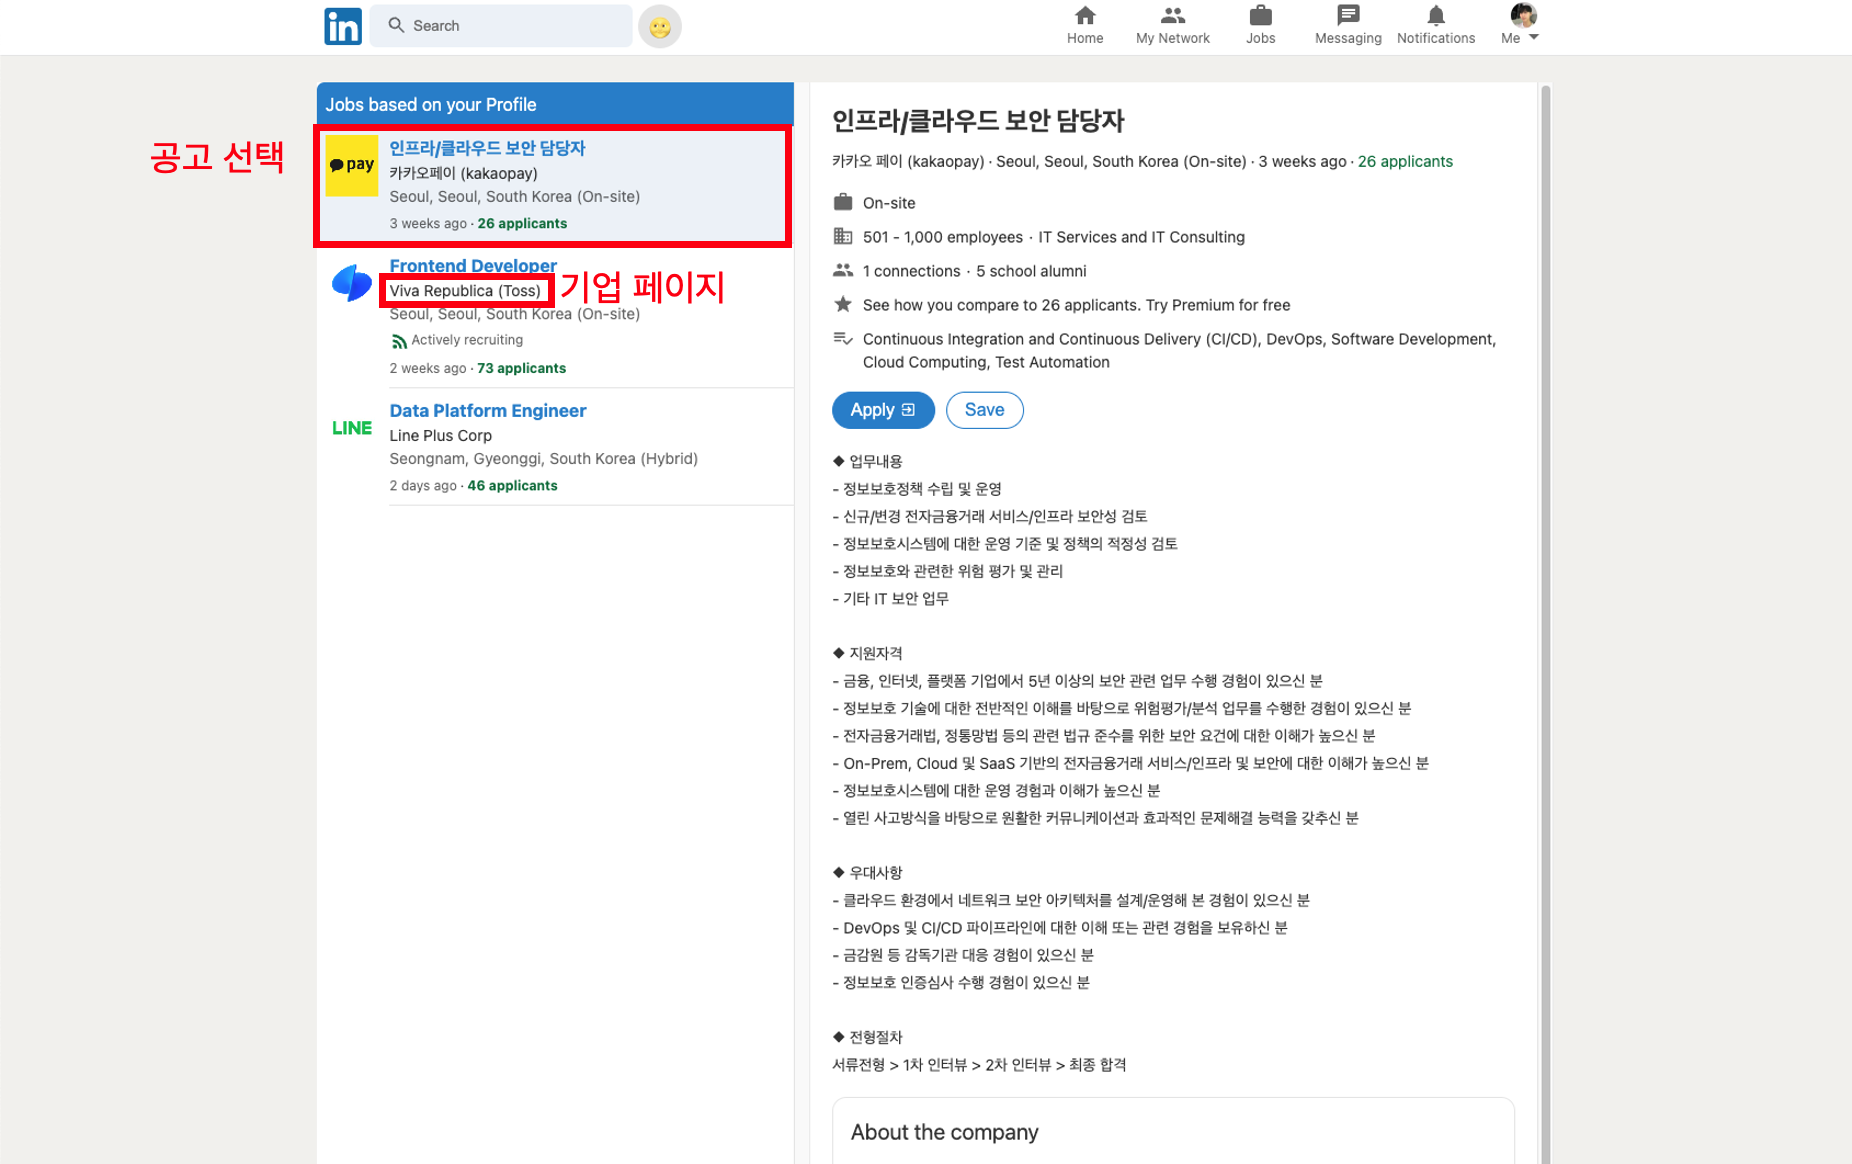 in
Search
Home
My Network
Jobs
Messaging
Notifications
Me
Jobs based on your Profile
공고 선택
pay
인프라/클라우드 보안 담당자
카카오페이 (kakaopay)
Seoul, Seoul, South Korea (On-site)
3 weeks ago · 26 applicants
Frontend Developer
Viva Republica (Toss)
기업 페이지
Seoul, Seoul, South Korea (On-site)
Actively recruiting
2 weeks ago · 73 applicants
LINE
Data Platform Engineer
Line Plus Corp
Seongnam, Gyeonggi, South Korea (Hybrid)
2 days ago · 46 applicants
인프라/클라우드 보안 담당자
카카오 페이 (kakaopay) · Seoul, Seoul, South Korea (On-site) · 3 weeks ago · 26 applicants
On-site
501 - 1,000 employees · IT Services and IT Consulting
1 connections · 5 school alumni
See how you compare to 26 applicants. Try Premium for free
Continuous Integration and Continuous Delivery (CI/CD), DevOps, Software Development,
Cloud Computing, Test Automation
Apply
Save
◆ 업무내용
- 정보보호정책 수립 및 운영
- 신규/변경 전자금융거래 서비스/인프라 보안성 검토
- 정보보호시스템에 대한 운영 기준 및 정책의 적정성 검토
- 정보보호와 관련한 위험 평가 및 관리
- 기타 IT 보안 업무
◆ 지원자격
- 금융, 인터넷, 플랫폼 기업에서 5년 이상의 보안 관련 업무 수행 경험이 있으신 분
- 정보보호 기술에 대한 전반적인 이해를 바탕으로 위험평가/분석 업무를 수행한 경험이 있으신 분
- 전자금융거래법, 정통망법 등의 관련 법규 준수를 위한 보안 요건에 대한 이해가 높으신 분
- On-Prem, Cloud 및 SaaS 기반의 전자금융거래 서비스/인프라 및 보안에 대한 이해가 높으신 분
- 정보보호시스템에 대한 운영 경험과 이해가 높으신 분
- 열린 사고방식을 바탕으로 원활한 커뮤니케이션과 효과적인 문제해결 능력을 갖추신 분
◆ 우대사항
- 클라우드 환경에서 네트워크 보안 아키텍처를 설계/운영해 본 경험이 있으신 분
- DevOps 및 CI/CD 파이프라인에 대한 이해 또는 관련 경험을 보유하신 분
- 금감원 등 감독기관 대응 경험이 있으신 분
- 정보보호 인증심사 수행 경험이 있으신 분
◆ 전형절차
서류전형 > 1차 인터뷰 > 2차 인터뷰 > 최종 합격
About the company